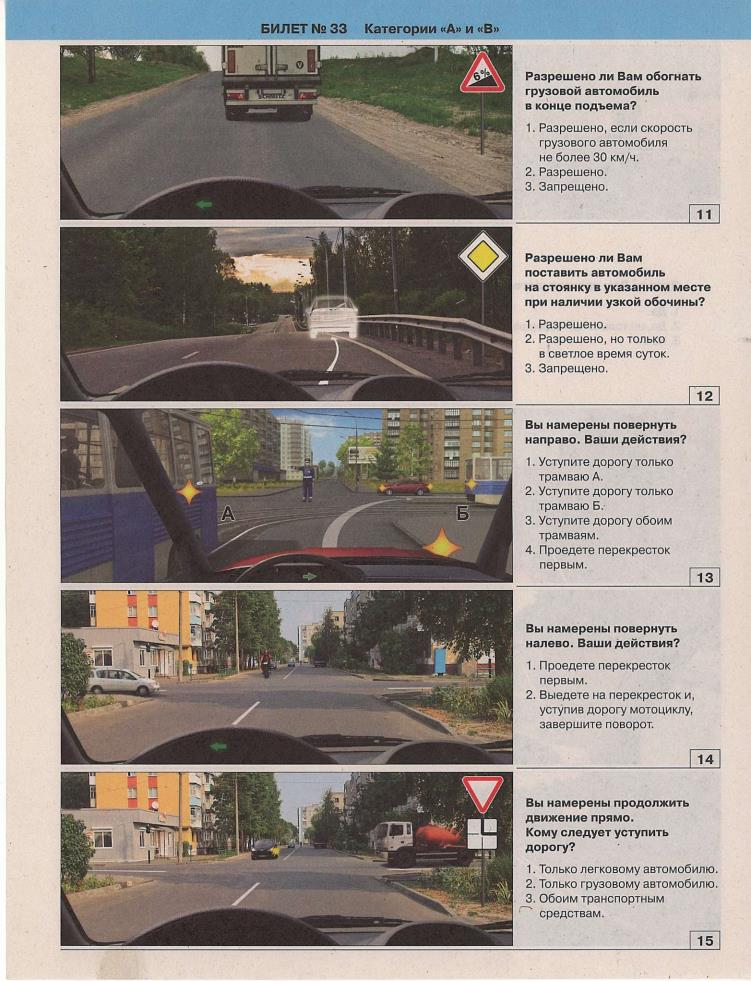 БИЛЕТ № 33 Категории «А» и «В»
6%
SCHMITZ
Разрешено ли Вам обогнать
грузовой автомобиль
в конце подъема?
1. Разрешено, если скорость
грузового автомобиля
не более 30 км/ч.
2. Разрешено.
3. Запрещено.
11
Разрешено ли Вам
поставить автомобиль
на стоянку в указанном месте
при наличии узкой обочины?
1. Разрешено.
2. Разрешено, но только
в светлое время суток.
3. Запрещено.
12
А
Б
Вы намерены повернуть
направо. Ваши действия?
1. Уступите дорогу только
трамваю А.
2. Уступите дорогу только
трамваю Б.
3. Уступите дорогу обоим
трамваям.
4. Проедете перекресток
первым.
13
Вы намерены повернуть
налево. Ваши действия?
1. Проедете перекресток
первым.
2. Выедете на перекресток и,
уступив дорогу мотоциклу,
завершите поворот.
14
Вы намерены продолжить
движение прямо.
Кому следует уступить
дорогу?
1. Только легковому автомобилю.
2. Только грузовому автомобилю.
3. Обоим транспортным
средствам.
15